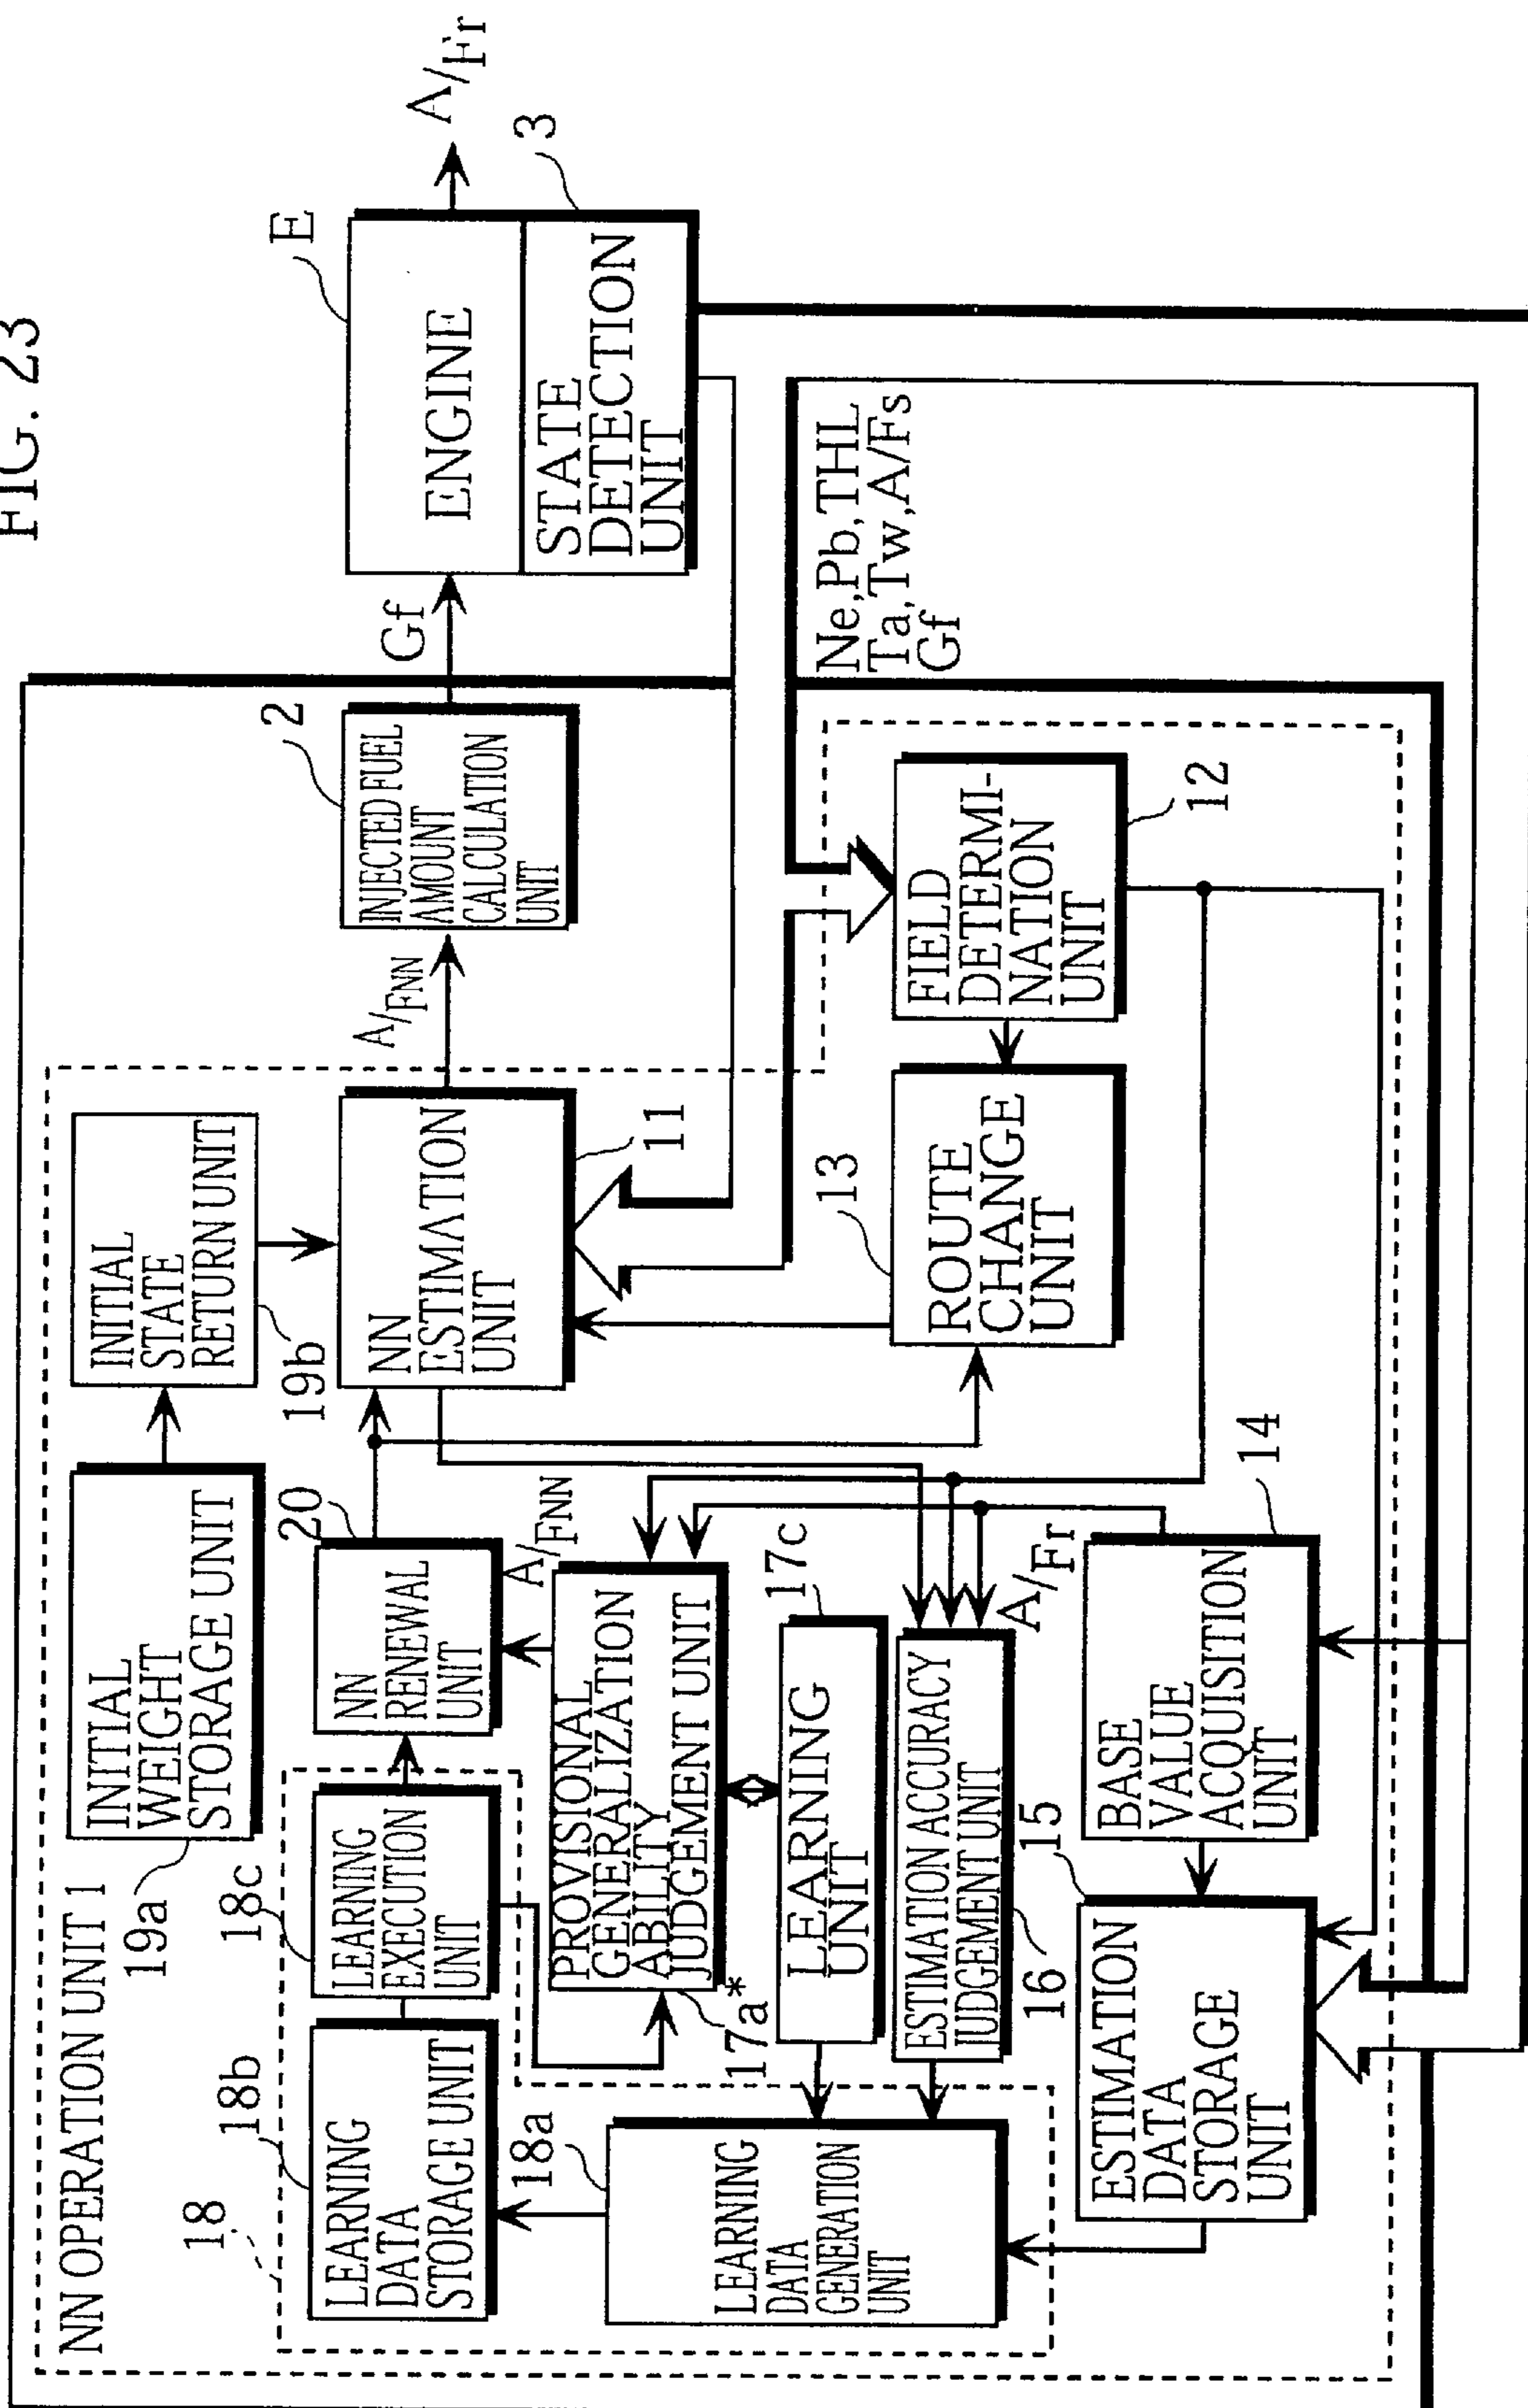 FIG. 23
NN OPERATION UNIT 1
INITIAL
WEIGHT
STORAGE UNIT
19a
INITIAL
STATE
RETURN UNIT
19b
18
18b
LEARNING
DATA
STORAGE UNIT
18c
LEARNING
EXECUTION
UNIT
20
NN
RENEWAL
UNIT
NN
ESTIMATION
UNIT
11
A/FNN
2
INJECTED FUEL
AMOUNT
CALCULATION
UNIT
Gf
E
ENGINE
A/Fr
3
STATE
DETECTION
UNIT
18a
LEARNING
DATA
GENERATION
UNIT
A/FNN
PROVISIONAL
GENERALIZATION
ABILITY
JUDGEMENT UNIT
17a
*
17c
LEARNING
UNIT
ESTIMATION ACCURACY
JUDGEMENT UNIT
16
A/Fr
13
ROUTE
CHANGE
UNIT
FIELD
DETERMI-
NATION
UNIT
12
Ne,Pb,THL
Ta,Tw,A/Fs
Gf
15
ESTIMATION
DATA
STORAGE
UNIT
14
BASE
VALUE
ACQUISITION
UNIT